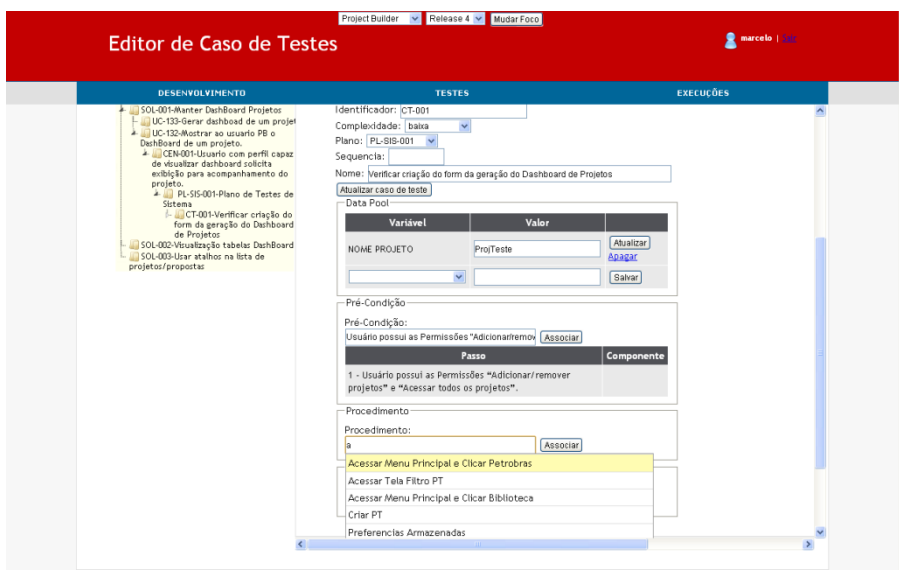 Project Builder Release 4 Mudar Foco
Editor de Caso de Testes
marcelo | Sair
DESENVOLVIMENTO TESTES EXECUÇÕES
SOL-001-Manter DashBoard Projetos
UC-133-Gerar dashboad de um projet
UC-132-Mostrar ao usuario PB o
DashBoard de um projeto.
CEN-001-Usuario com perfil capaz
de visualizar dashboard solicita
exibição para acompanhamento do
projeto.
PL-SIS-001-Plano de Testes de
Sistema
CT-001-Verificar criação do
form da geração do Dashboard
de Projetos
SOL-002-Visualização tabelas DashBoard
SOL-003-Usar atalhos na lista de
projetos/propostas
Identificador: CT-001
Complexidade: baixa
Plano: PL-SIS-001
Sequencia:
Nome: Verificar criação do form da geração do Dashboard de Projetos
Atualizar caso de teste
Data Pool
Variável Valor
NOME PROJETO ProjTeste Atualizar
Apagar
Salvar
Pré-Condição
Pré-Condição:
Usuário possui as Permissões "Adicionar/remov Associar
Passo Componente
1 - Usuário possui as Permissões “Adicionar/remover
projetos” e “Acessar todos os projetos”.
Procedimento
Procedimento:
a Associar
Acessar Menu Principal e Clicar Petrobras
Acessar Tela Filtro PT
Acessar Menu Principal e Clicar Biblioteca
Criar PT
Preferencias Armazenadas